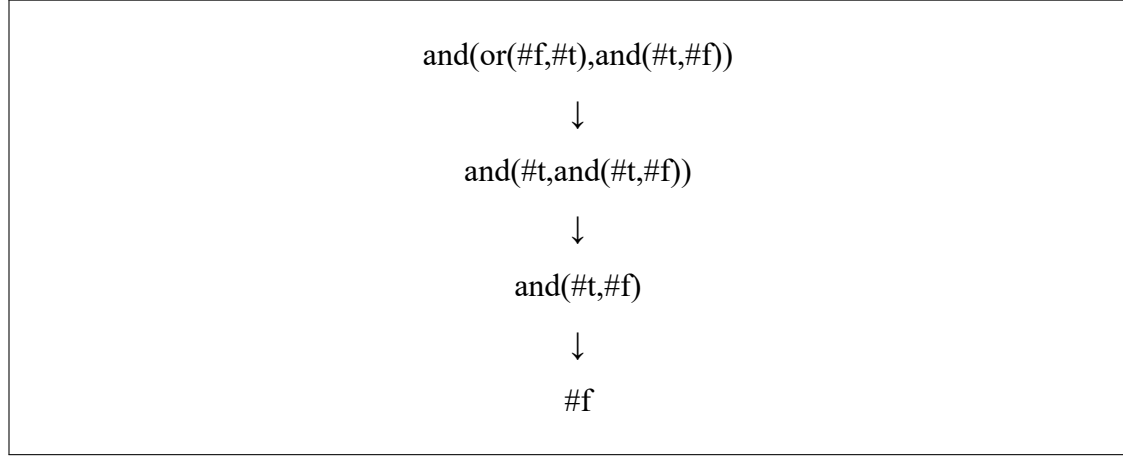 and(or(#f,#t),and(#t,#f))
↓
and(#t,and(#t,#f))
↓
and(#t,#f)
↓
#f